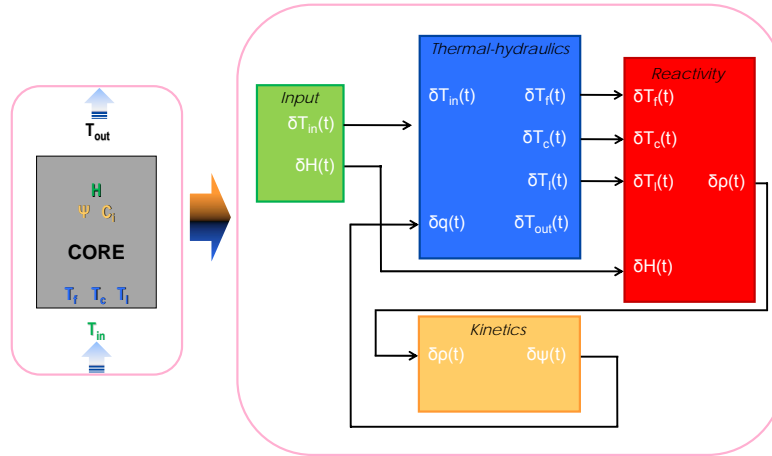 T_out
H
Ψ C_i
CORE
T_f T_c T_l
T_in
Input
δT_in(t)
δH(t)
Thermal-hydraulics
δT_in(t) δT_f(t)
δT_c(t)
δT_l(t)
δq(t) δT_out(t)
Reactivity
δT_f(t)
δT_c(t)
δT_l(t) δρ(t)
δH(t)
Kinetics
δρ(t) δψ(t)